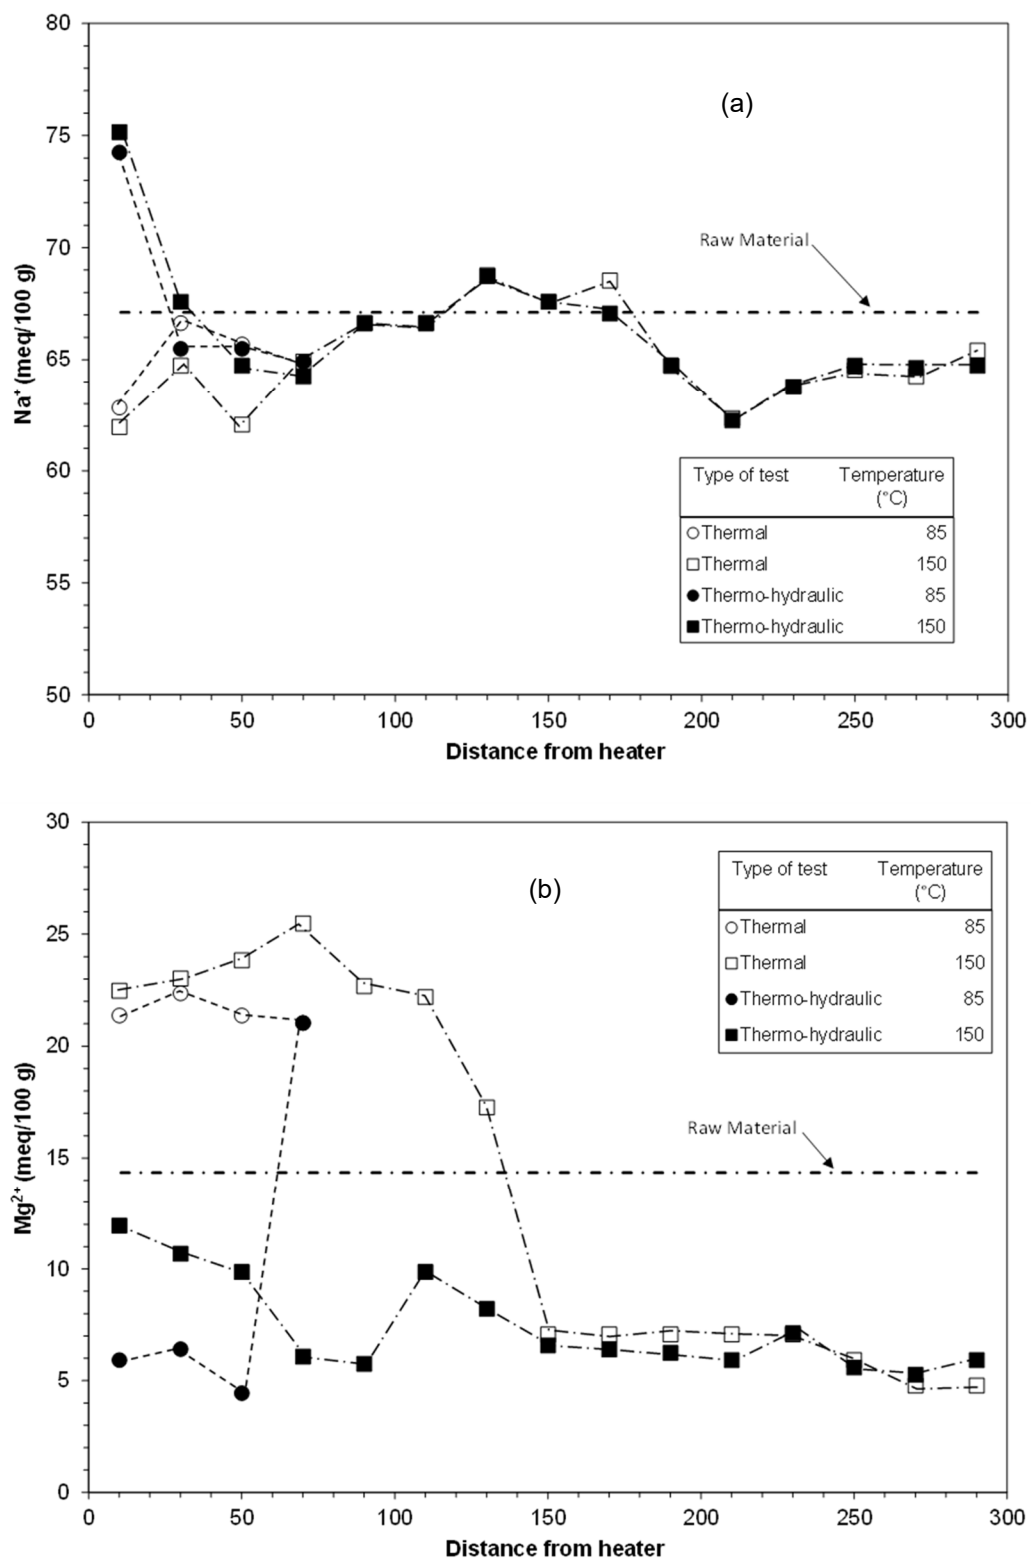 80
(a)
75
70
Raw Material
65
Na⁺ (meq/100 g)
60
Type of test Temperature
(°C)
Thermal 85
55
Thermal 150
Thermo-hydraulic 85
Thermo-hydraulic 150
50
0 50 100 150 200 250 300
Distance from heater
30
Type of test Temperature
(°C)
(b)
25
Thermal 85
Thermal 150
Thermo-hydraulic 85
20
Thermo-hydraulic 150
Raw Material
15
Mg²⁺ (meq/100 g)
10
5
0
0 50 100 150 200 250 300
Distance from heater